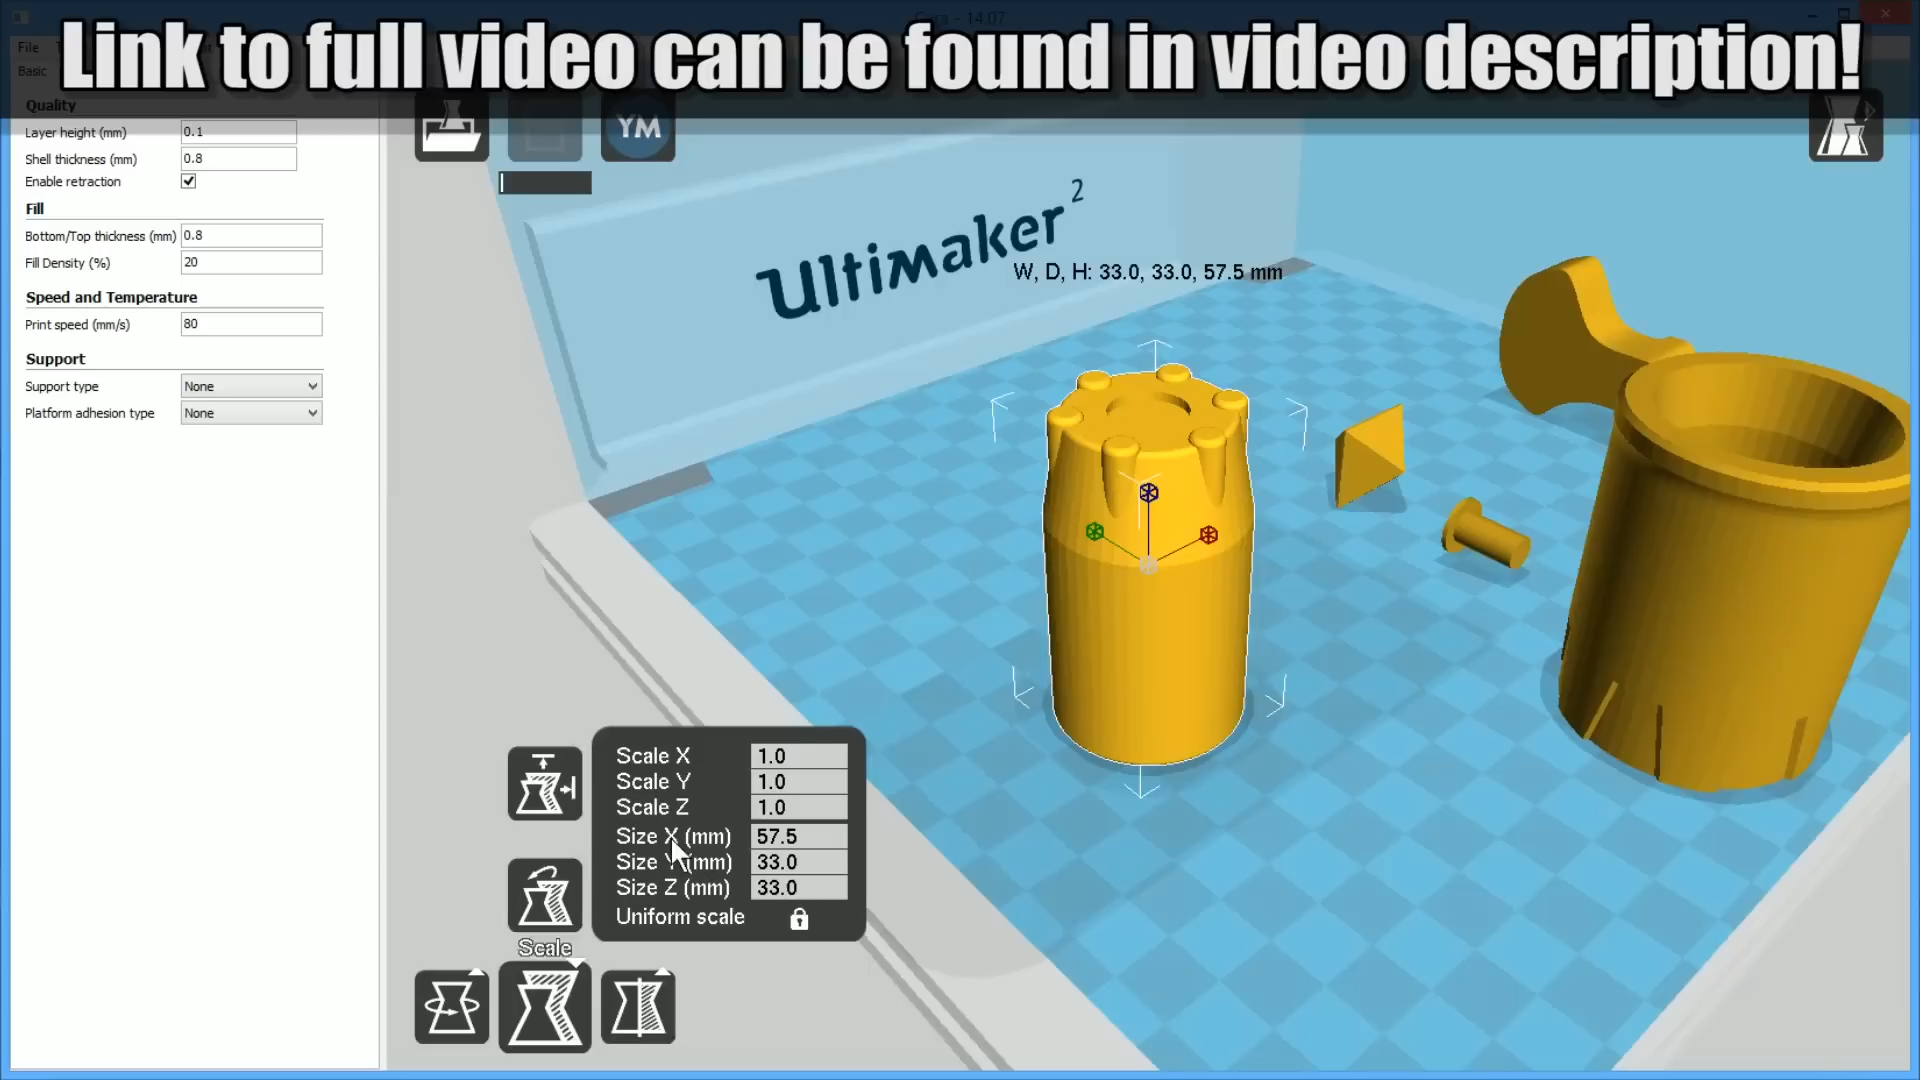 Cura - 14.07
Link to full video can be found in video description!
File
Basic
Quality
Layer height (mm) 0.1
Shell thickness (mm) 0.8
Enable retraction
Fill
Bottom/Top thickness (mm) 0.8
Fill Density (%) 20
Speed and Temperature
Print speed (mm/s) 80
Support
Support type None
Platform adhesion type None
YM
Ultimaker²
W, D, H: 33.0, 33.0, 57.5 mm
Scale X 1.0
Scale Y 1.0
Scale Z 1.0
Size X (mm) 57.5
Size Y (mm) 33.0
Size Z (mm) 33.0
Uniform scale
Scale